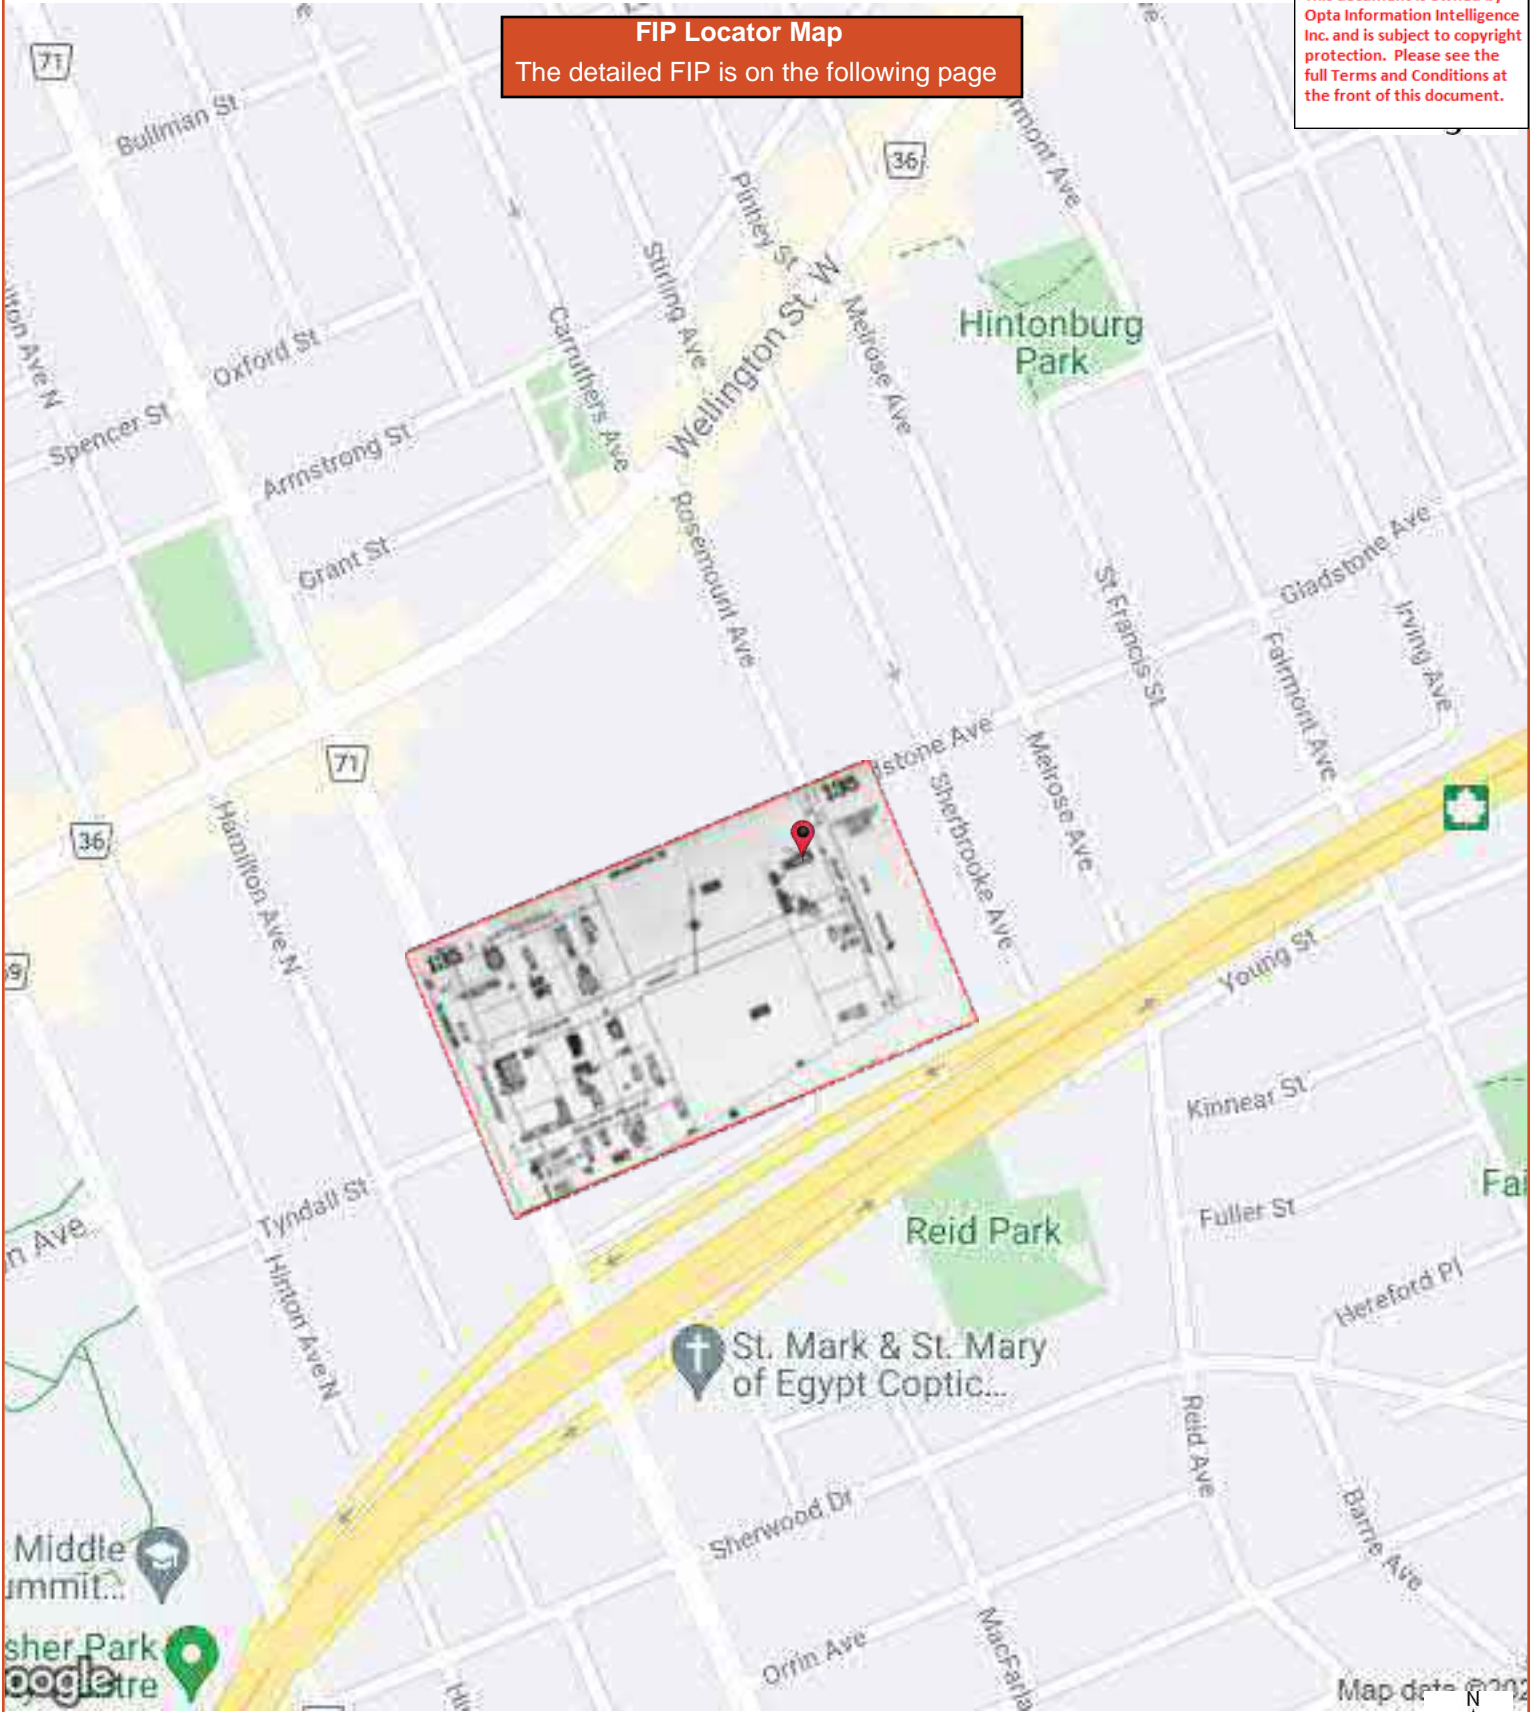 FIP Locator Map
The detailed FIP is on the following page
Opta Information Intelligence
Inc. and is subject to copyright
protection. Please see the
full Terms and Conditions at
the front of this document.
71
Bullman St
36
Pinhey St
Stirling Ave
Wellington St. W
Melrose Ave
Hintonburg
Park
Carruthers Ave
Oxford St
Spencer St
Armstrong St
Grant St
Rosemount Ave
Gladstone Ave
St Francis St
Fairmont Ave
Irving Ave
71
36
Hamilton Ave N
135
135
Sherbrooke Ave
Melrose Ave
Young St
Kinnear St
Fuller St
Hereford Pl
Reid Park
Tyndall St
Hinton Ave N
St. Mark & St. Mary
of Egypt Coptic...
Reid Ave
Barrie Ave
Sherwood Dr
Orrin Ave
Middle
Map data
N